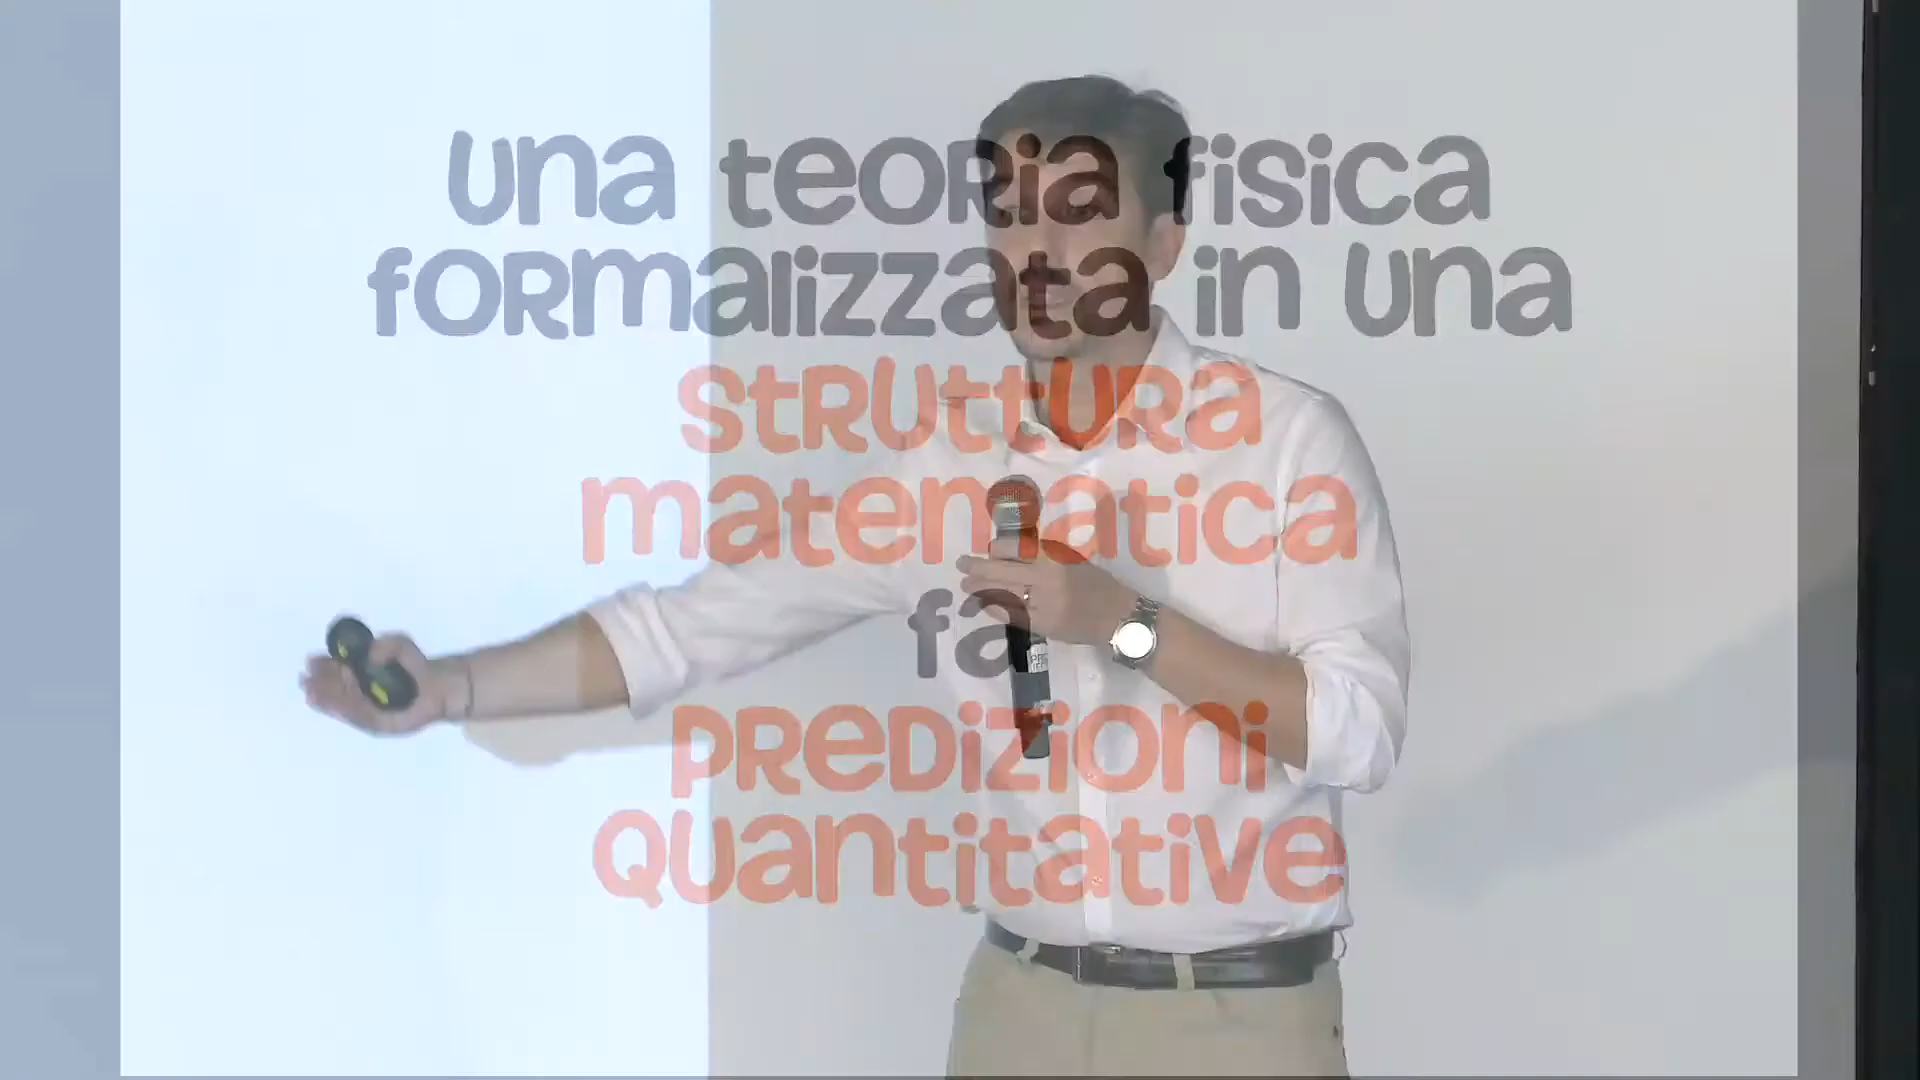 una teoria fisica
formalizzata in una
struttura
matematica
fa
predizioni
quantitative